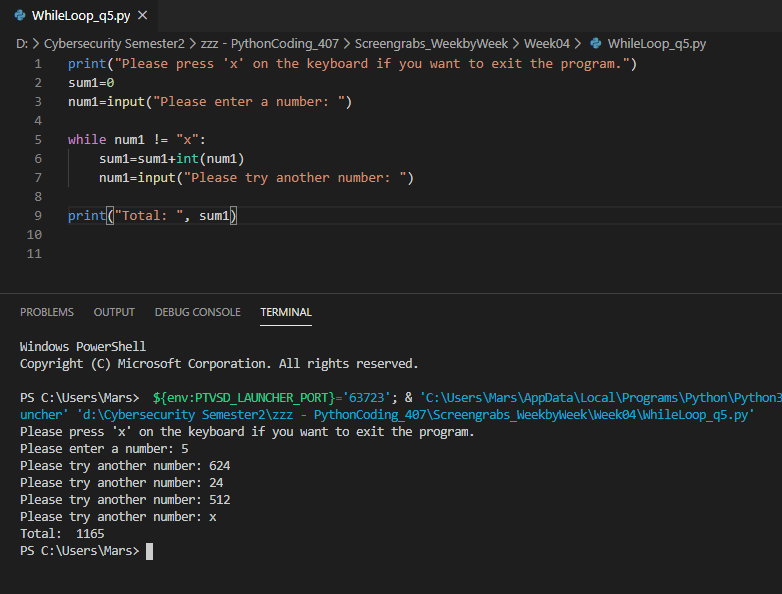 WhileLoop_q5.py
D: > Cybersecurity Semester2 > zzz - PythonCoding_407 > Screengrabs_WeekbyWeek > Week04 > WhileLoop_q5.py
1 print("Please press 'x' on the keyboard if you want to exit the program.")
2 sum1=0
3 num1=input("Please enter a number: ")
4
5 while num1 != "x":
6     sum1=sum1+int(num1)
7     num1=input("Please try another number: ")
8
9 print("Total: ", sum1)
10
11
PROBLEMS OUTPUT DEBUG CONSOLE TERMINAL
Windows PowerShell
Copyright (C) Microsoft Corporation. All rights reserved.
PS C:\Users\Mars>  ${env:PTVSD_LAUNCHER_PORT}='63723'; & 'C:\Users\Mars\AppData\Local\Programs\Python\Python3
uncher' 'd:\Cybersecurity Semester2\zzz - PythonCoding_407\Screengrabs_WeekbyWeek\Week04\WhileLoop_q5.py'
Please press 'x' on the keyboard if you want to exit the program.
Please enter a number: 5
Please try another number: 624
Please try another number: 24
Please try another number: 512
Please try another number: x
Total:  1165
PS C:\Users\Mars>